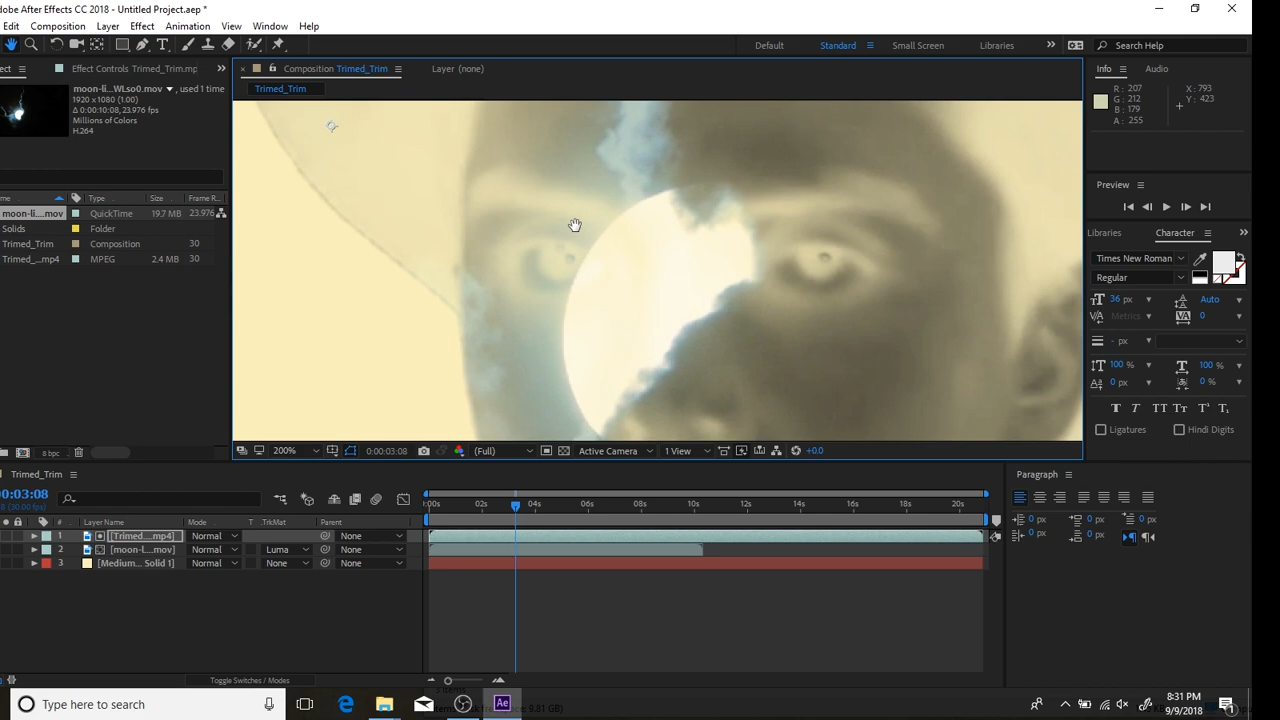 dobe After Effects CC 2018 - Untitled Project.aep *
Edit Composition Layer Effect Animation View Window Help
Default Standard Small Screen Libraries Search Help
ect Effect Controls Trimed_Trim.mp
Composition Trimed_Trim Layer (none)
Info Audio
moon-li...WLso0.mov , used 1 time
1920 x 1080 (1.00)
Δ 0:00:10:08, 23.976 fps
Millions of Colors
H.264
Trimed_Trim
R : 207
G : 212
B : 179
A : 255
X : 793
Y : 423
Preview
me Type Size Frame R...
moon-li....mov QuickTime 19.7 MB 23.976
Solids Folder
Trimed_Trim Composition 30
Trimed_...mp4 MPEG 2.4 MB 30
Libraries Character
Times New Roman
Regular
36 px Auto
Metrics 0
- px
100 % 100 %
0 px 0 %
Ligatures Hindi Digits
8 bpc
200% 0:00:03:08 (Full) Active Camera 1 View +0.0
Trimed_Trim
0:00:03:08
8 (30.00 fps)
# Layer Name Mode T .TrkMat Parent
1 [Trimed....mp4] Normal None
2 [moon-l....mov] Normal Luma None
3 [Medium... Solid 1] Normal None None
:00s 02s 04s 06s 08s 10s 12s 14s 16s 18s 20s
Paragraph
0 px 0 px 0 px
0 px 0 px
Toggle Switches / Modes
Type here to search
Ae
8:31 PM
9/9/2018